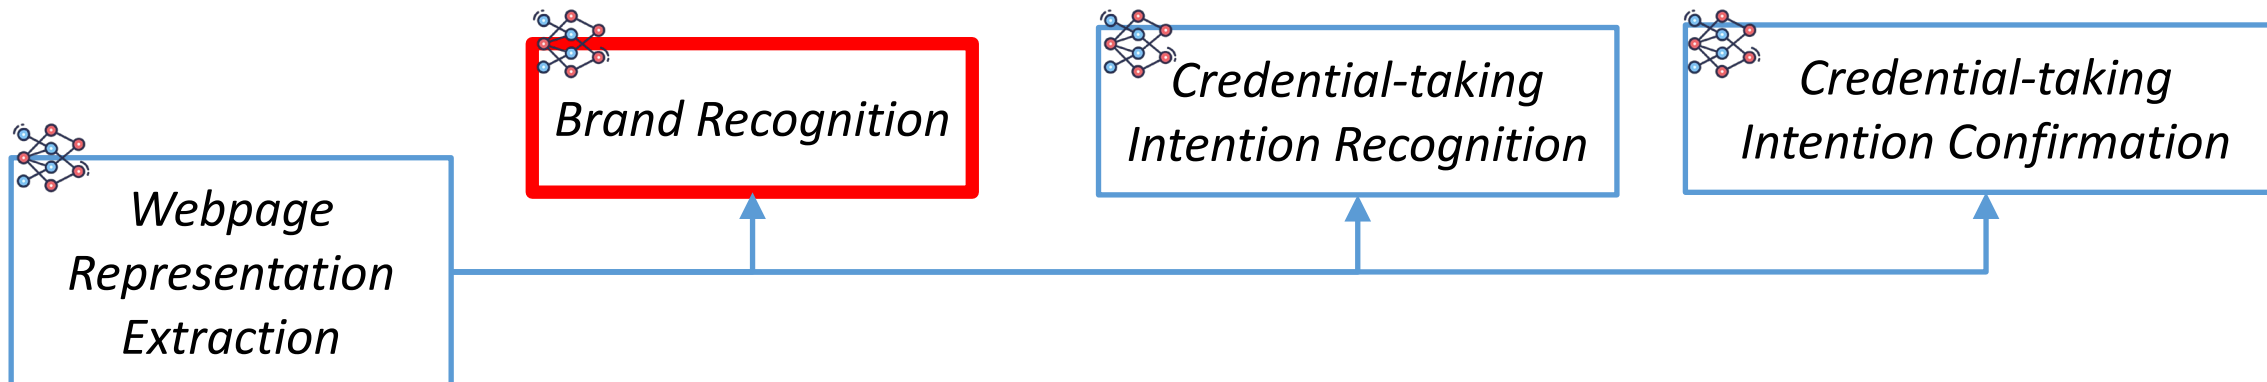 Webpage
Representation
Extraction
Brand Recognition
Credential-taking
Intention Recognition
Credential-taking
Intention Confirmation